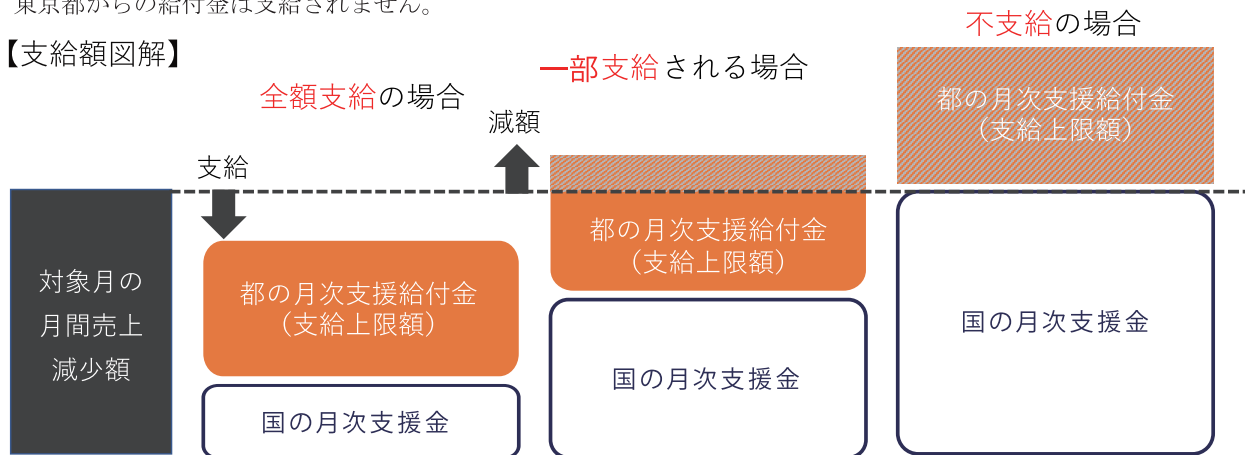 東京都からの給付金は支給されません。
【支給額図解】
全額支給の場合
一部支給される場合
不支給の場合
減額
支給
対象月の
月間売上
減少額
都の月次支援給付金
（支給上限額）
国の月次支援金
都の月次支援給付金
（支給上限額）
国の月次支援金
都の月次支援給付金
（支給上限額）
国の月次支援金